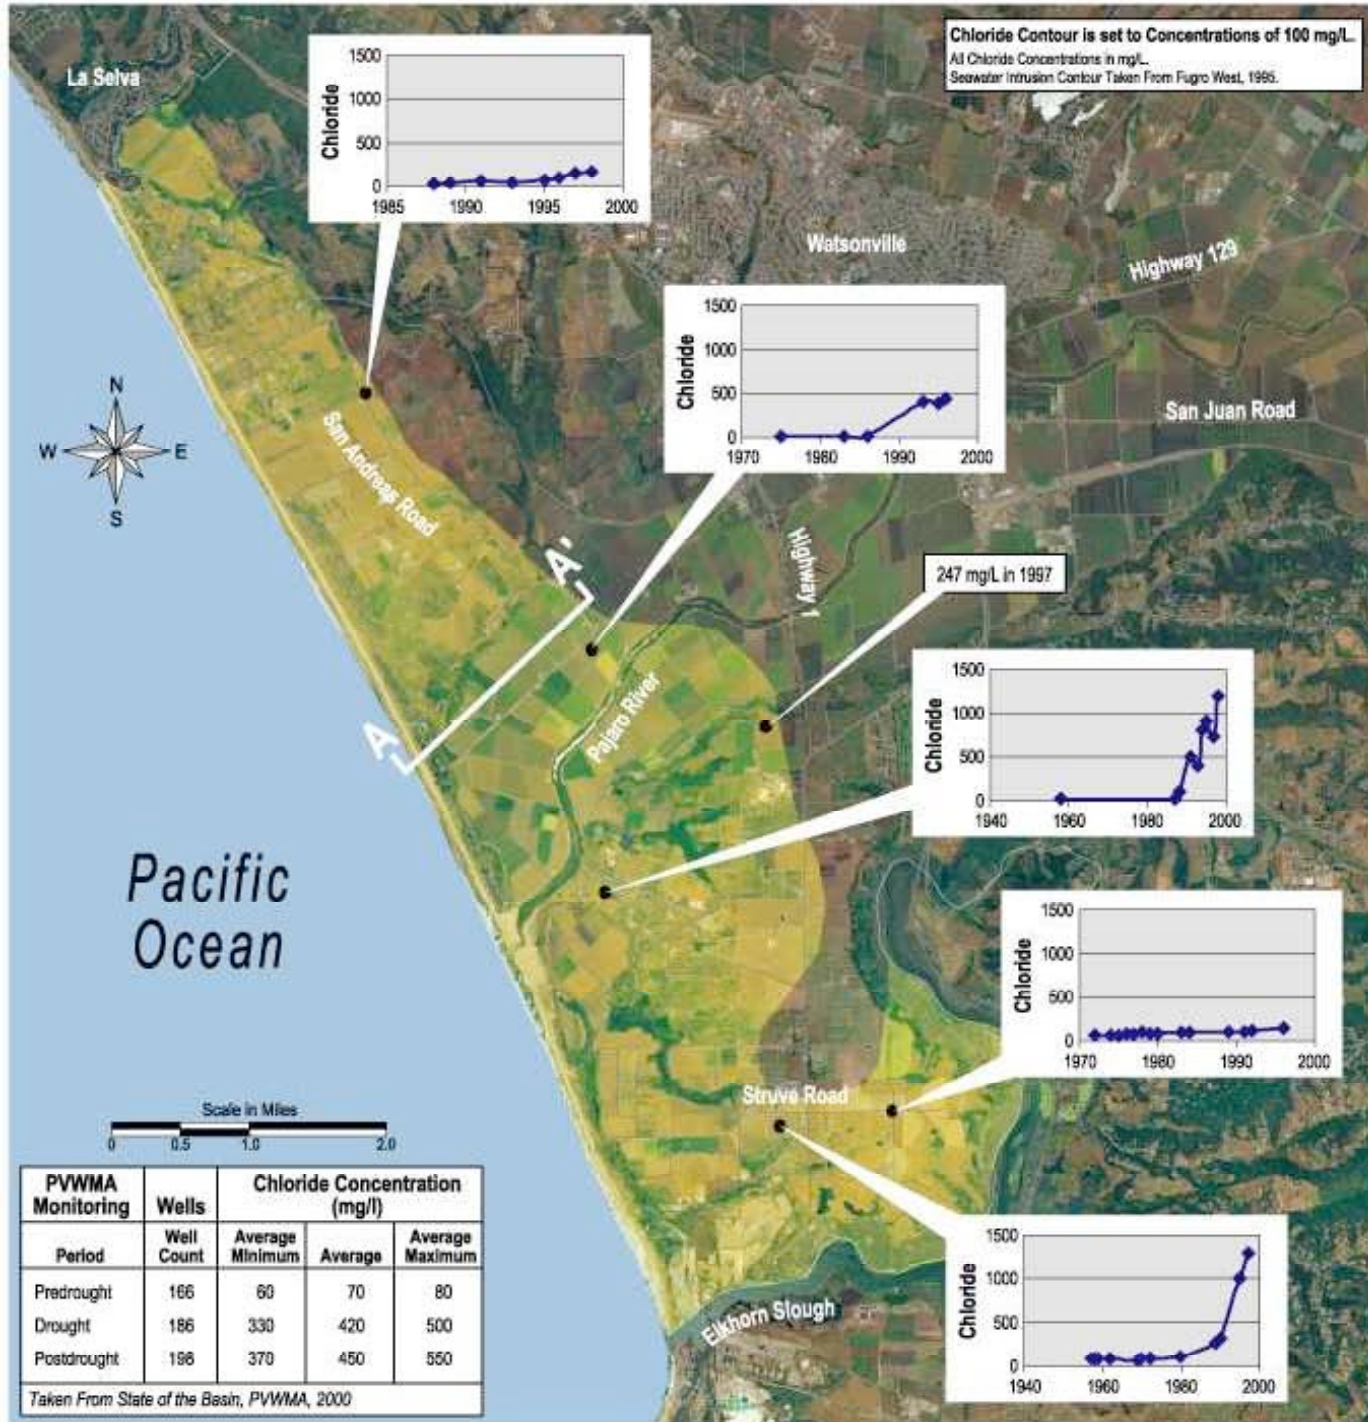 Chloride Contour is set to Concentrations of 100 mg/L.
All Chloride Concentrations in mg/L.
Seawater Intrusion Contour Taken From Fugro West, 1995.
La Selva
Chloride
1500
1000
500
0
1985 1990 1995 2000
Watsonville
Highway 129
Chloride
1500
1000
500
0
1970 1980 1990 2000
San Juan Road
N
W E
S
San Andreas Road
A'
Highway 1
247 mg/L in 1997
A
Pajaro River
Chloride
1500
1000
500
0
1940 1960 1980 2000
Pacific
Ocean
Chloride
1500
1000
500
0
1970 1980 1990 2000
Struve Road
Scale in Miles
0 0.5 1.0 2.0
Chloride
1500
1000
500
0
1940 1960 1980 2000
Elkhorn Slough
PVWMA Monitoring Wells Chloride Concentration (mg/l)
Period Well Count Average Minimum Average Average Maximum
Predrought 166 60 70 80
Drought 186 330 420 500
Postdrought 198 370 450 550
Taken From State of the Basin, PVWMA, 2000